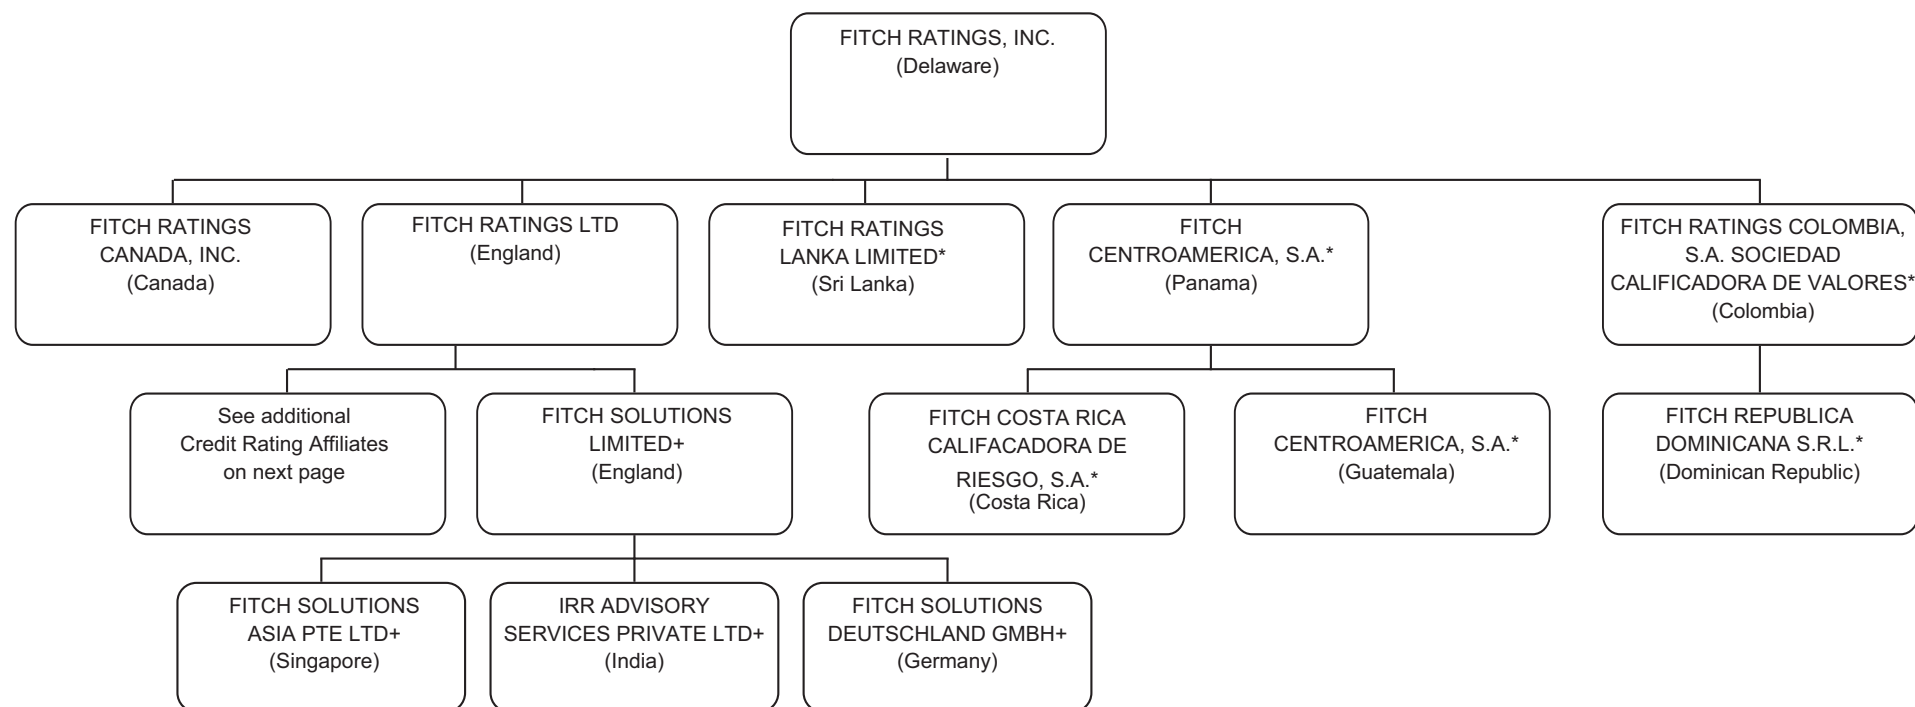 FITCH RATINGS, INC.
(Delaware)
FITCH RATINGS
CANADA, INC.
(Canada)
FITCH RATINGS LTD
(England)
FITCH RATINGS
LANKA LIMITED*
(Sri Lanka)
FITCH
CENTROAMERICA, S.A.*
(Panama)
FITCH RATINGS COLOMBIA,
S.A. SOCIEDAD
CALIFICADORA DE VALORES*
(Colombia)
See additional
Credit Rating Affiliates
on next page
FITCH SOLUTIONS
LIMITED+
(England)
FITCH COSTA RICA
CALIFACADORA DE
RIESGO, S.A.*
(Costa Rica)
FITCH
CENTROAMERICA, S.A.*
(Guatemala)
FITCH REPUBLICA
DOMINICANA S.R.L.*
(Dominican Republic)
FITCH SOLUTIONS
ASIA PTE LTD+
(Singapore)
IRR ADVISORY
SERVICES PRIVATE LTD+
(India)
FITCH SOLUTIONS
DEUTSCHLAND GMBH+
(Germany)